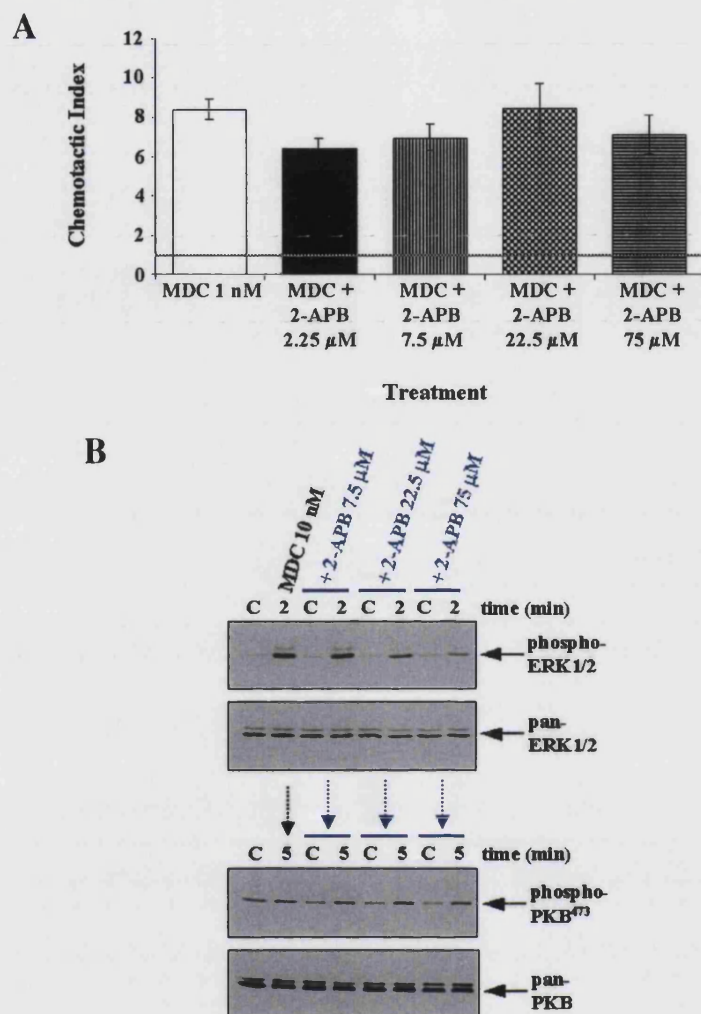 A
12
10
8
6
4
2
0
Chemotactic Index
MDC 1 nM
MDC +
2-APB
2.25 µM
MDC +
2-APB
7.5 µM
MDC +
2-APB
22.5 µM
MDC +
2-APB
75 µM
Treatment
B
MDC 10 nM
+ 2-APB 7.5 µM
+ 2-APB 22.5 µM
+ 2-APB 75 µM
C 2 C 2 C 2 C 2 time (min)
phospho-
ERK1/2
pan-
ERK1/2
C 5 C 5 C 5 C 5 time (min)
phospho-
PKB473
pan-
PKB